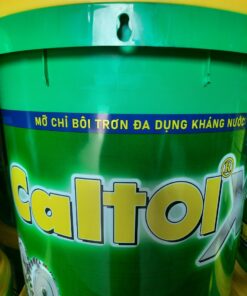 MỠ CHỈ BÔI TRƠN ĐA DỤNG KHÁNG NƯỚC
Caltol X